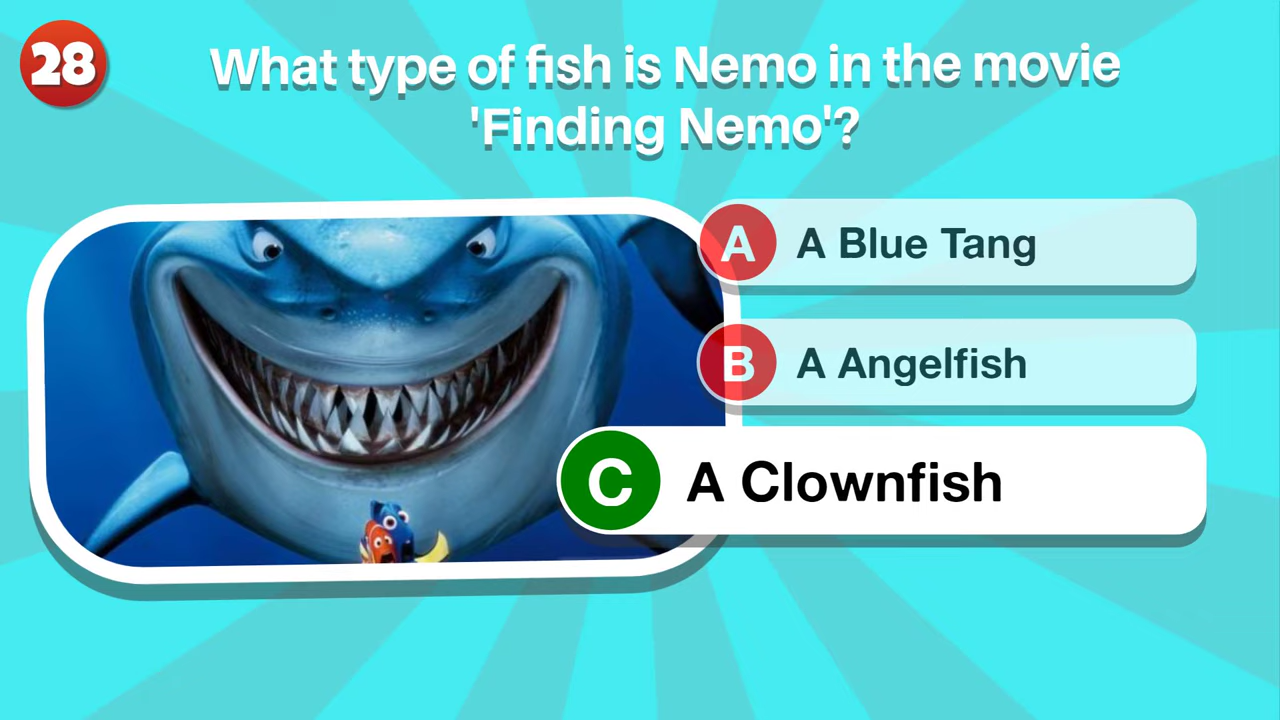 28
What type of fish is Nemo in the movie
'Finding Nemo'?
A A Blue Tang
B A Angelfish
C A Clownfish